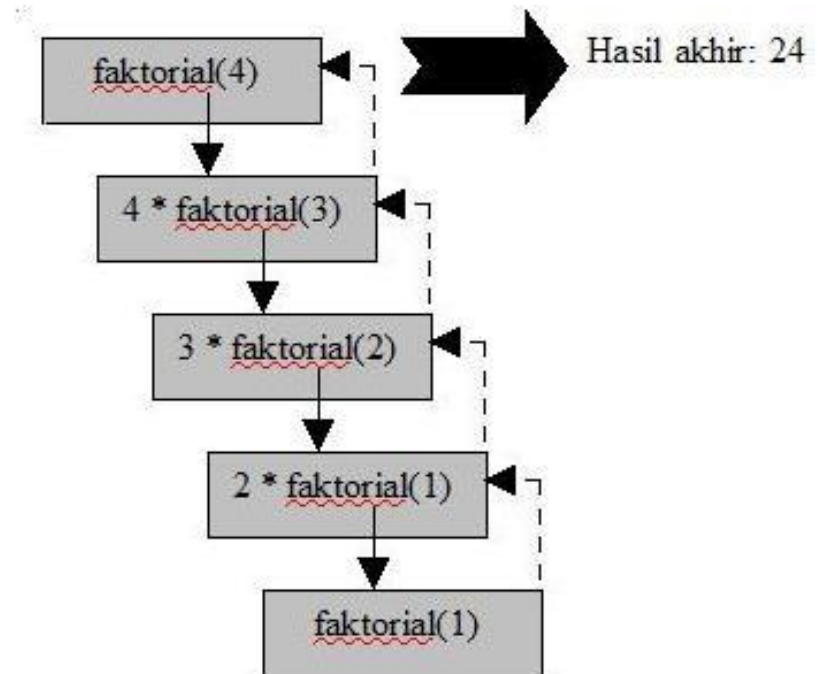 faktorial(4)
Hasil akhir: 24
4 * faktorial(3)
3 * faktorial(2)
2 * faktorial(1)
faktorial(1)